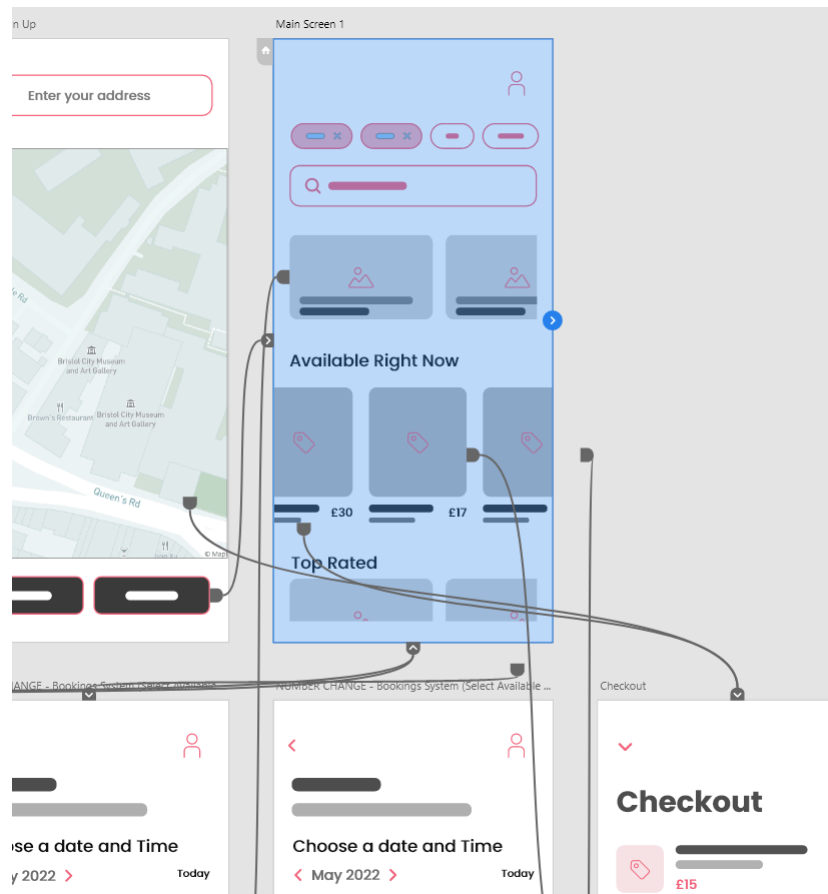 n Up
Main Screen 1
Enter your address
Bristol City Museum
and Art Gallery
Brown's Restaurant
Bristol City Museum
and Art Gallery
Queen's Rd
© Maps
Available Right Now
£30
£17
Top Rated
HANGE - Bookings System (Select Available
NUMBER CHANGE - Bookings System (Select Available ...
Checkout
ose a date and Time
y 2022
Today
Choose a date and Time
May 2022
Today
Checkout
£15